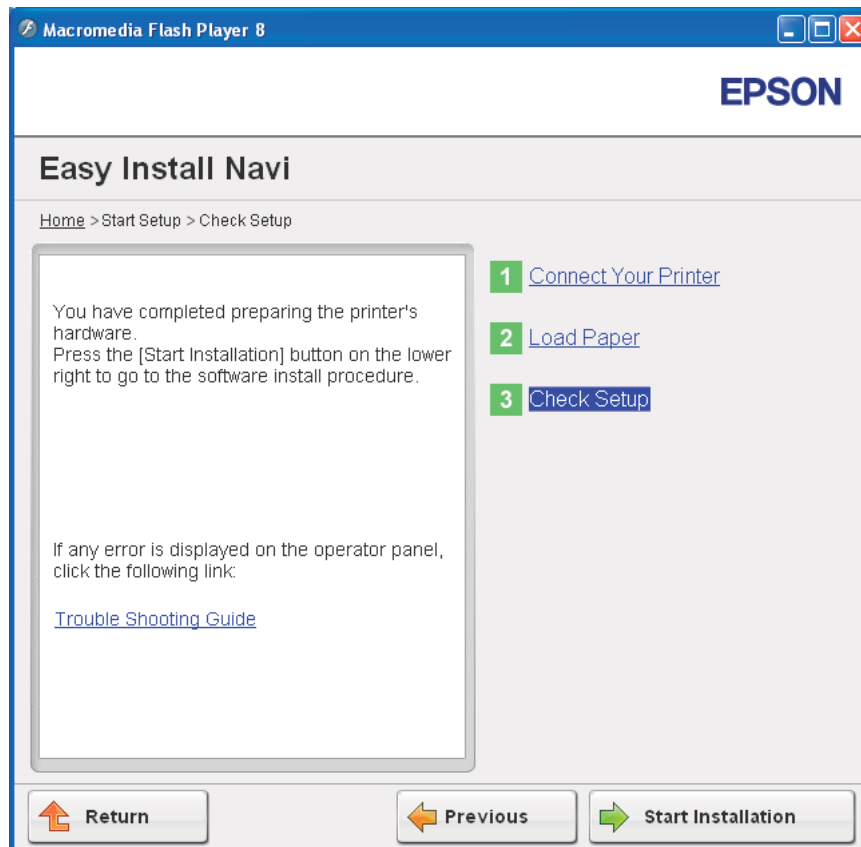 Macromedia Flash Player 8
EPSON
Easy Install Navi
Home > Start Setup > Check Setup
You have completed preparing the printer's
hardware.
Press the [Start Installation] button on the lower
right to go to the software install procedure.
If any error is displayed on the operator panel,
click the following link:
Trouble Shooting Guide
1 Connect Your Printer
2 Load Paper
3 Check Setup
Return
Previous
Start Installation